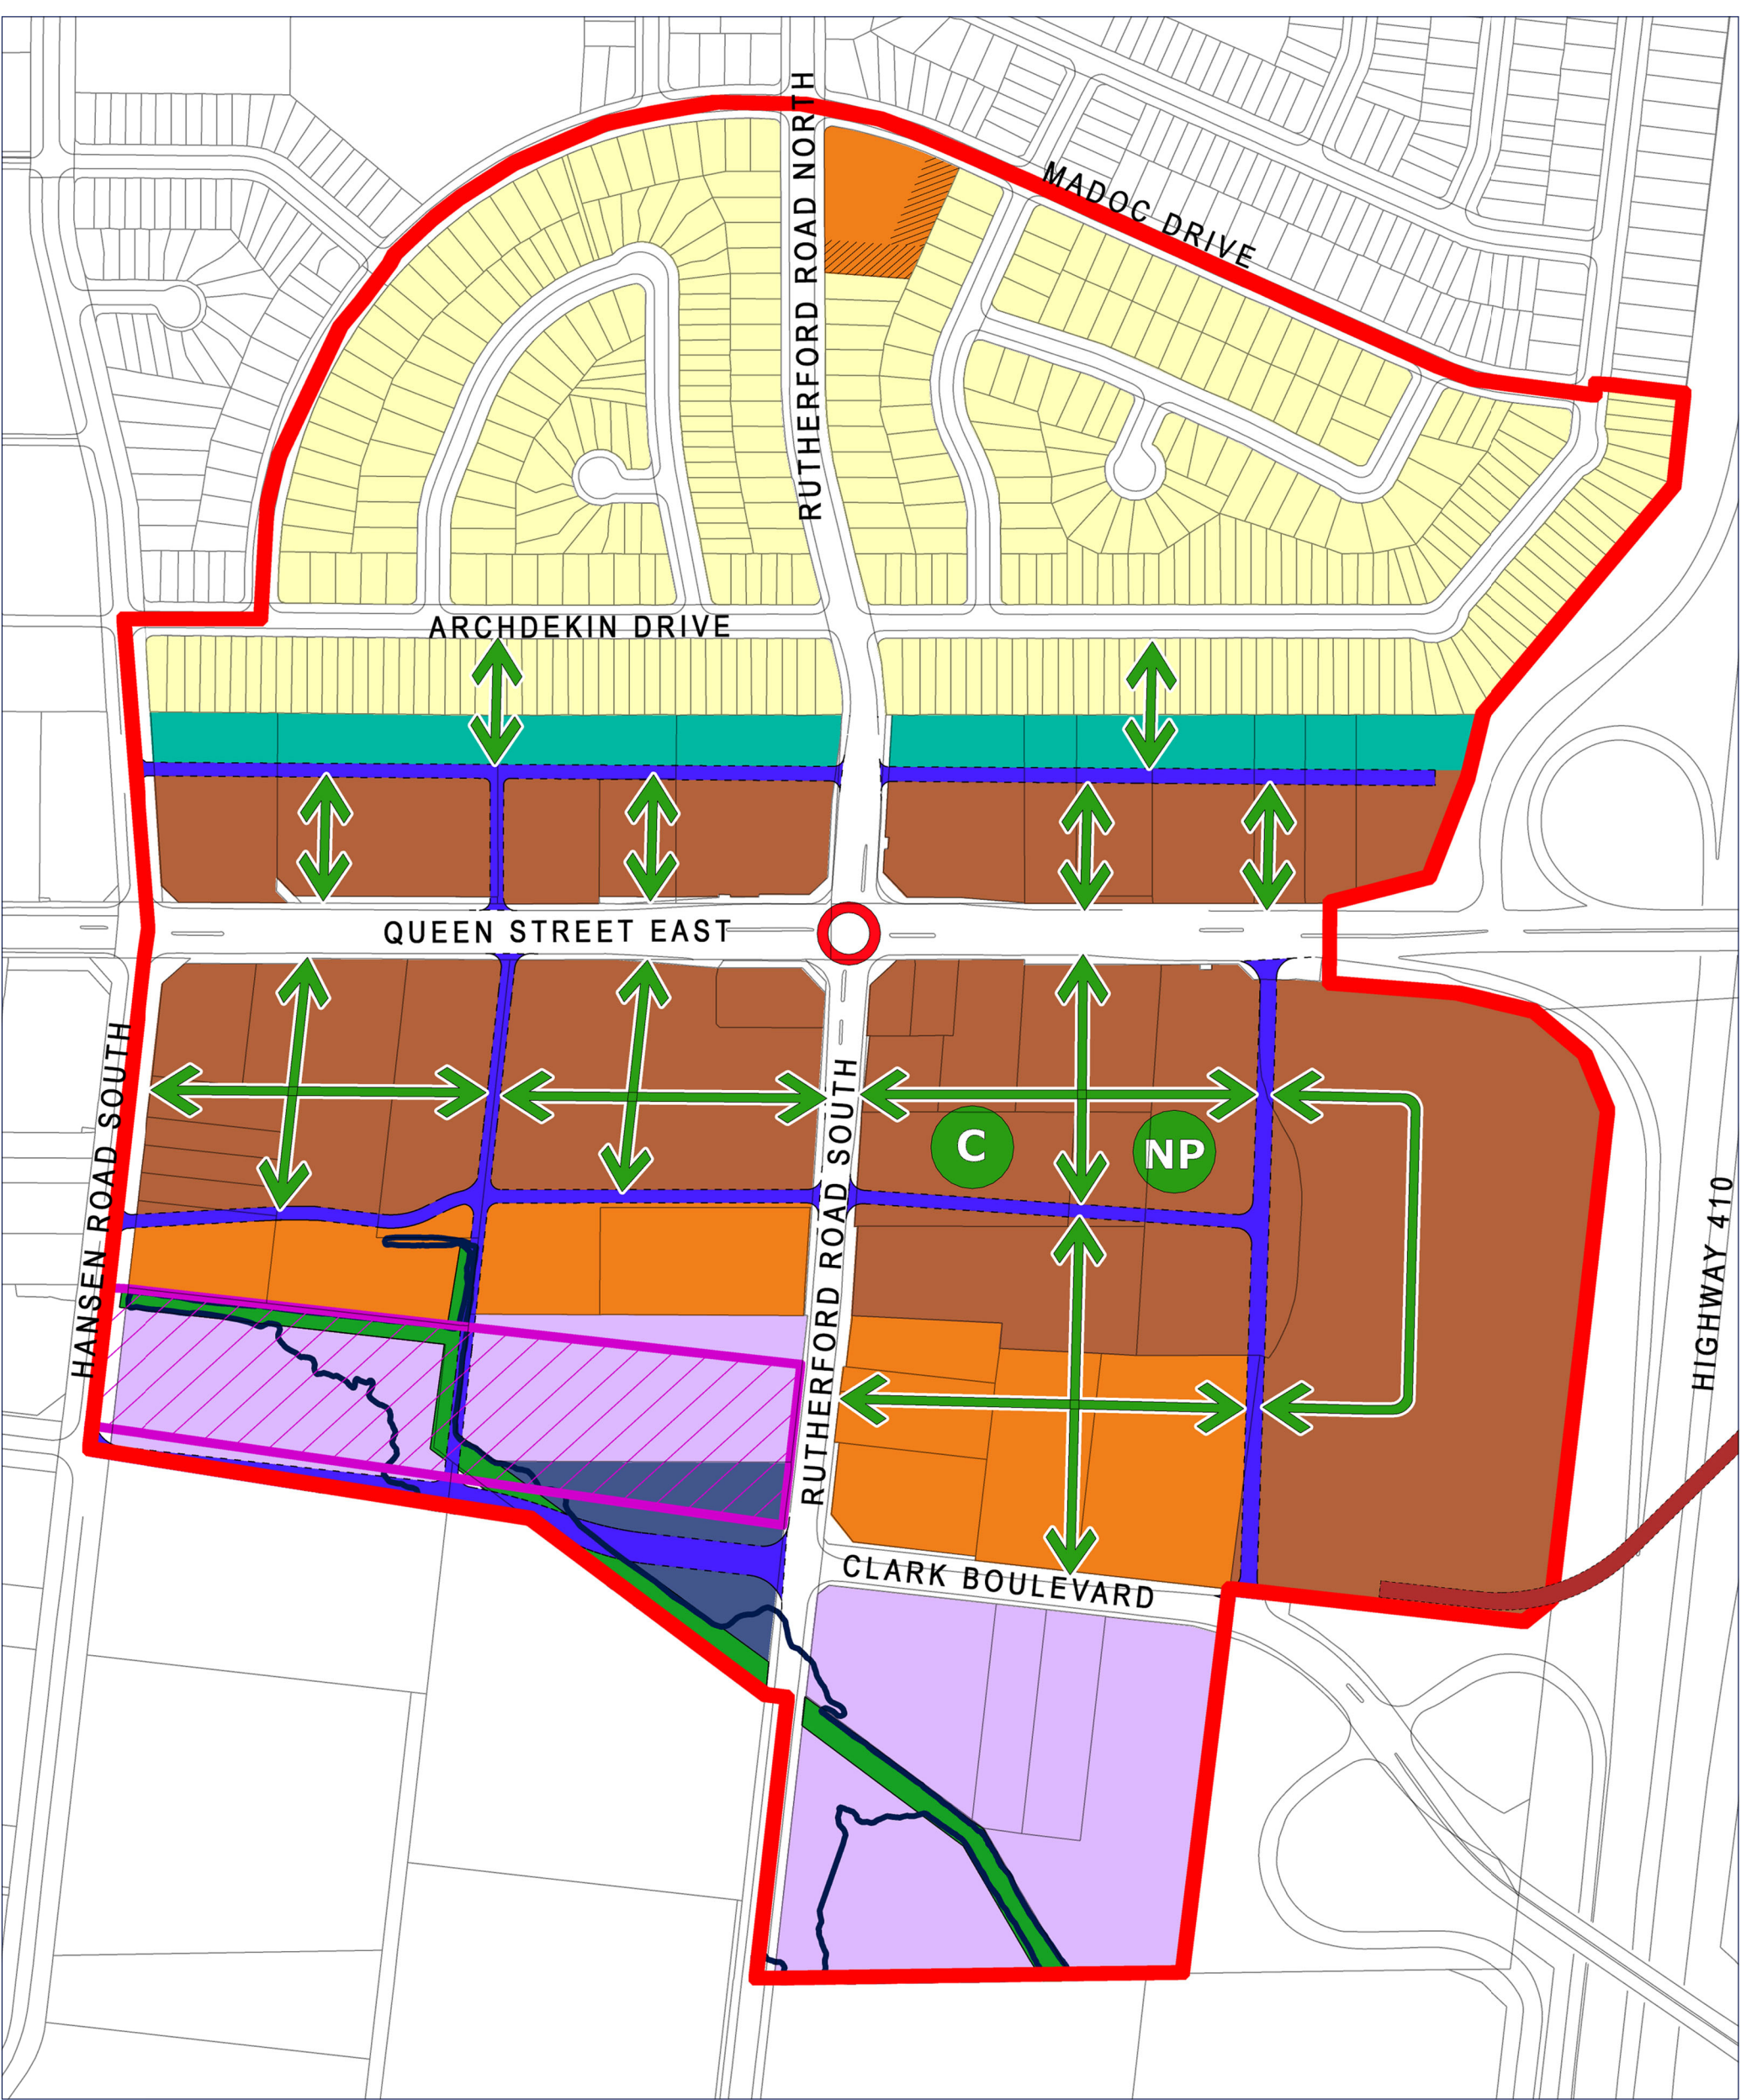 RUTHERFORD ROAD NORTH
MADOC DRIVE
ARCHDEKIN DRIVE
QUEEN STREET EAST
HANSEN ROAD SOUTH
RUTHERFORD ROAD SOUTH
C
NP
HIGHWAY 410
CLARK BOULEVARD